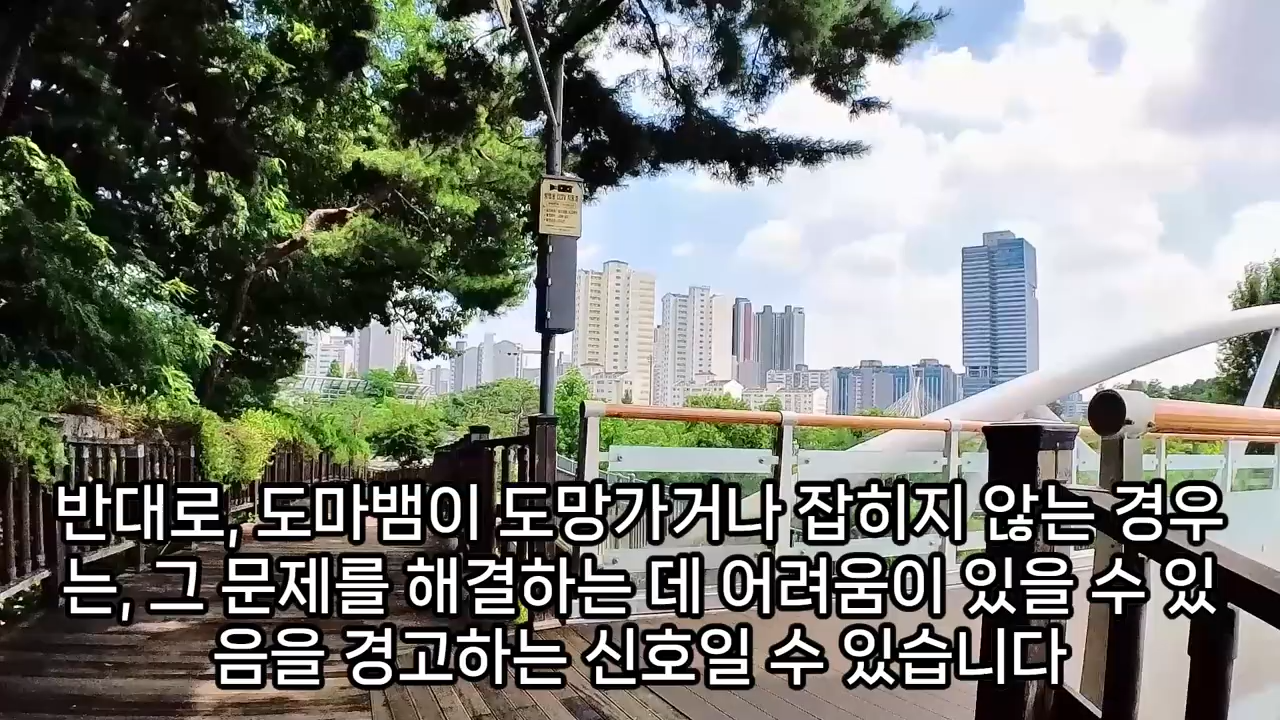 반대로, 도마뱀이 도망가거나 잡히지 않는 경우
는, 그 문제를 해결하는 데 어려움이 있을 수 있
음을 경고하는 신호일 수 있습니다